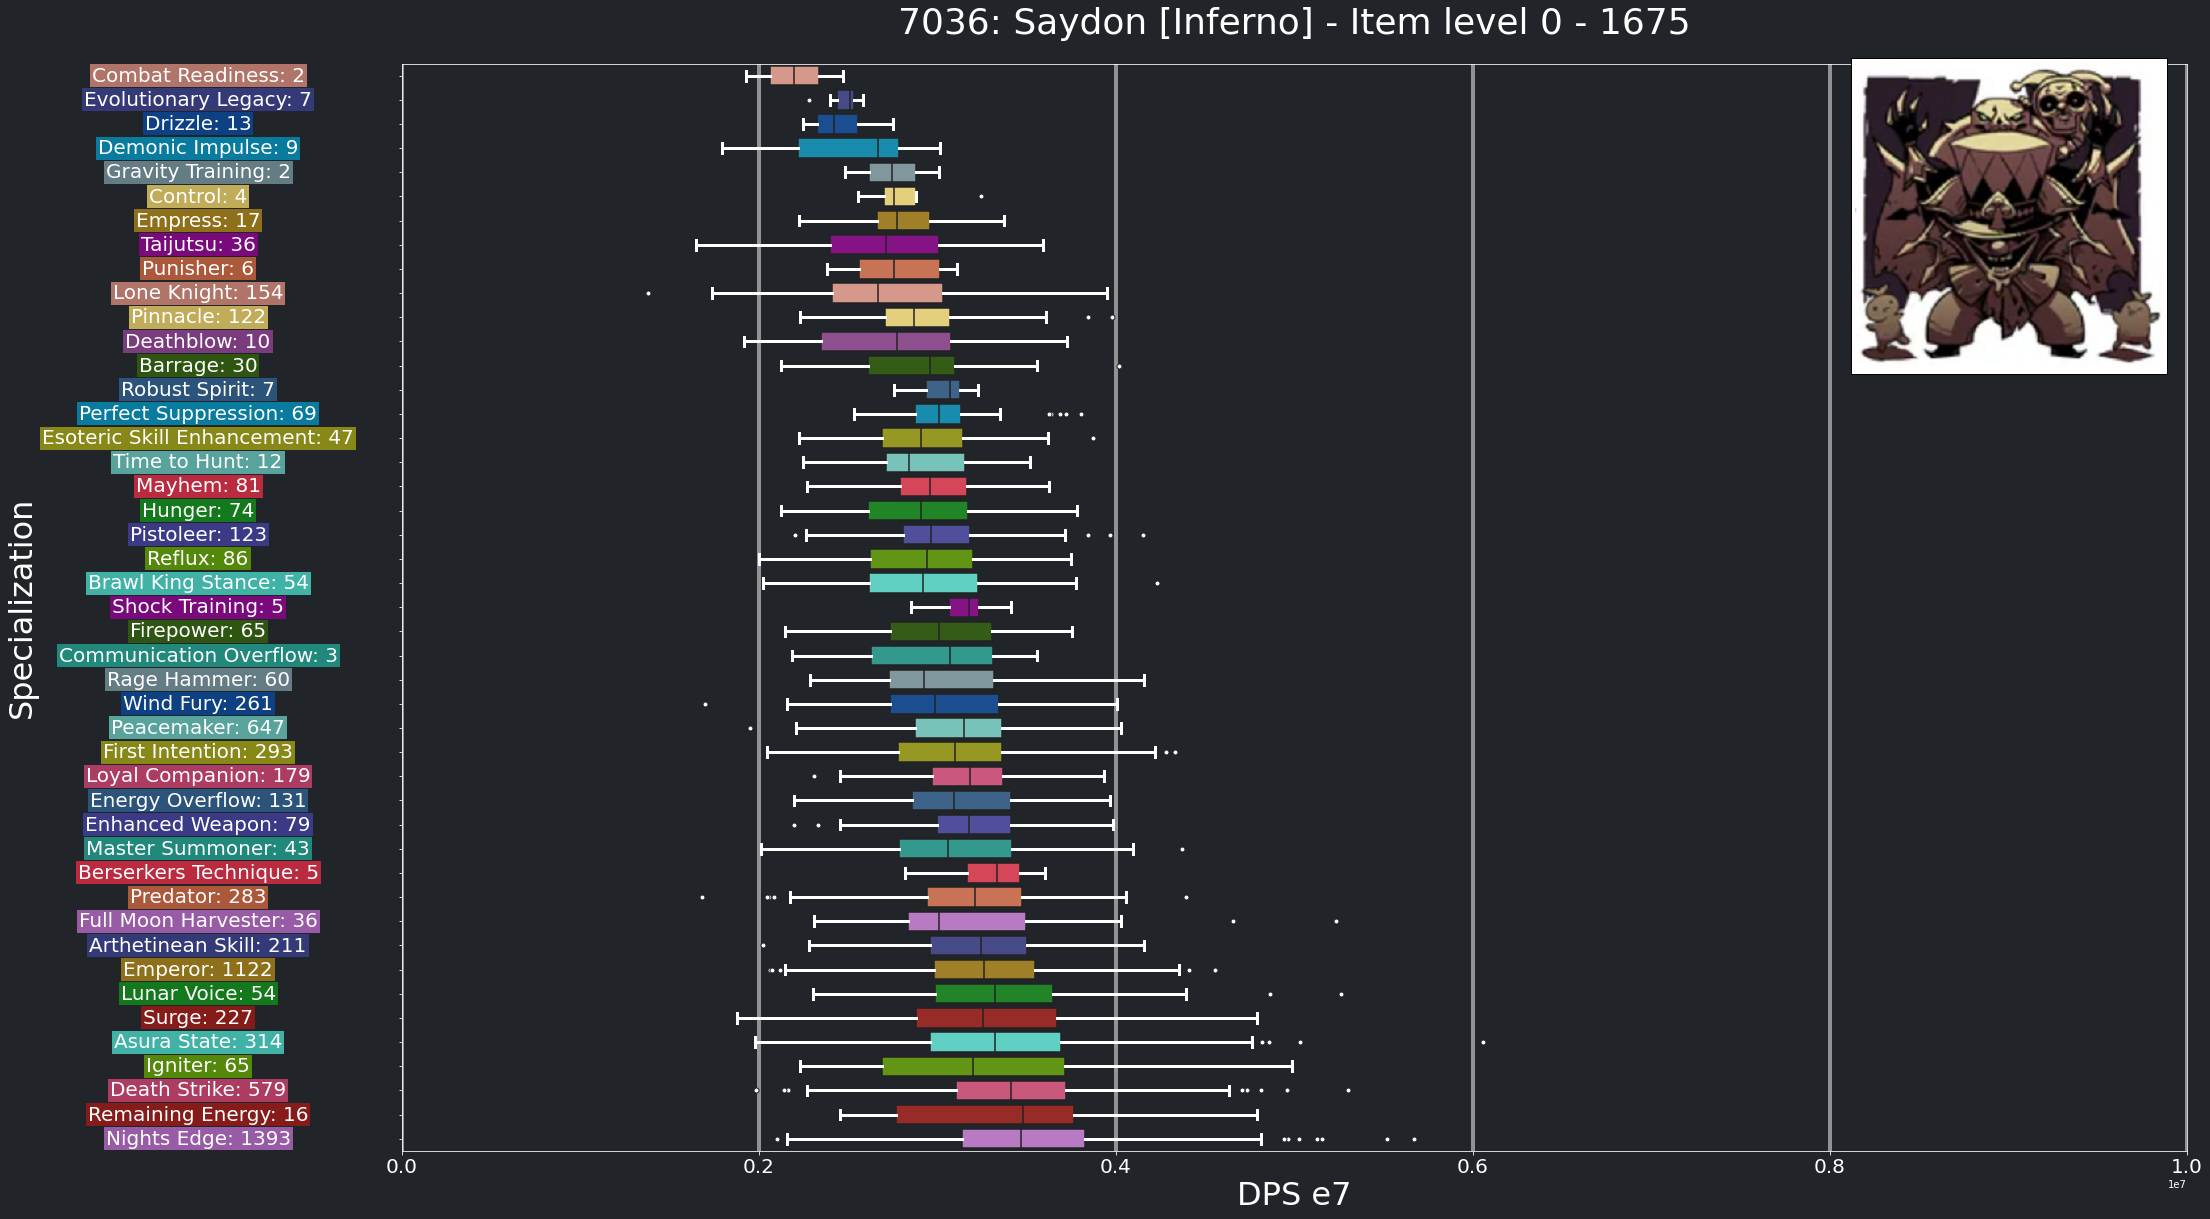 7036: Saydon [Inferno] - Item level 0 - 1675
Specialization
Combat Readiness: 2
Evolutionary Legacy: 7
Drizzle: 13
Demonic Impulse: 9
Gravity Training: 2
Control: 4
Empress: 17
Taijutsu: 36
Punisher: 6
Lone Knight: 154
Pinnacle: 122
Deathblow: 10
Barrage: 30
Robust Spirit: 7
Perfect Suppression: 69
Esoteric Skill Enhancement: 47
Time to Hunt: 12
Mayhem: 81
Hunger: 74
Pistoleer: 123
Reflux: 86
Brawl King Stance: 54
Shock Training: 5
Firepower: 65
Communication Overflow: 3
Rage Hammer: 60
Wind Fury: 261
Peacemaker: 647
First Intention: 293
Loyal Companion: 179
Energy Overflow: 131
Enhanced Weapon: 79
Master Summoner: 43
Berserkers Technique: 5
Predator: 283
Full Moon Harvester: 36
Arthetinean Skill: 211
Emperor: 1122
Lunar Voice: 54
Surge: 227
Asura State: 314
Igniter: 65
Death Strike: 579
Remaining Energy: 16
Nights Edge: 1393
0.0 0.2 0.4 0.6 0.8 1.0
1e7
DPS e7